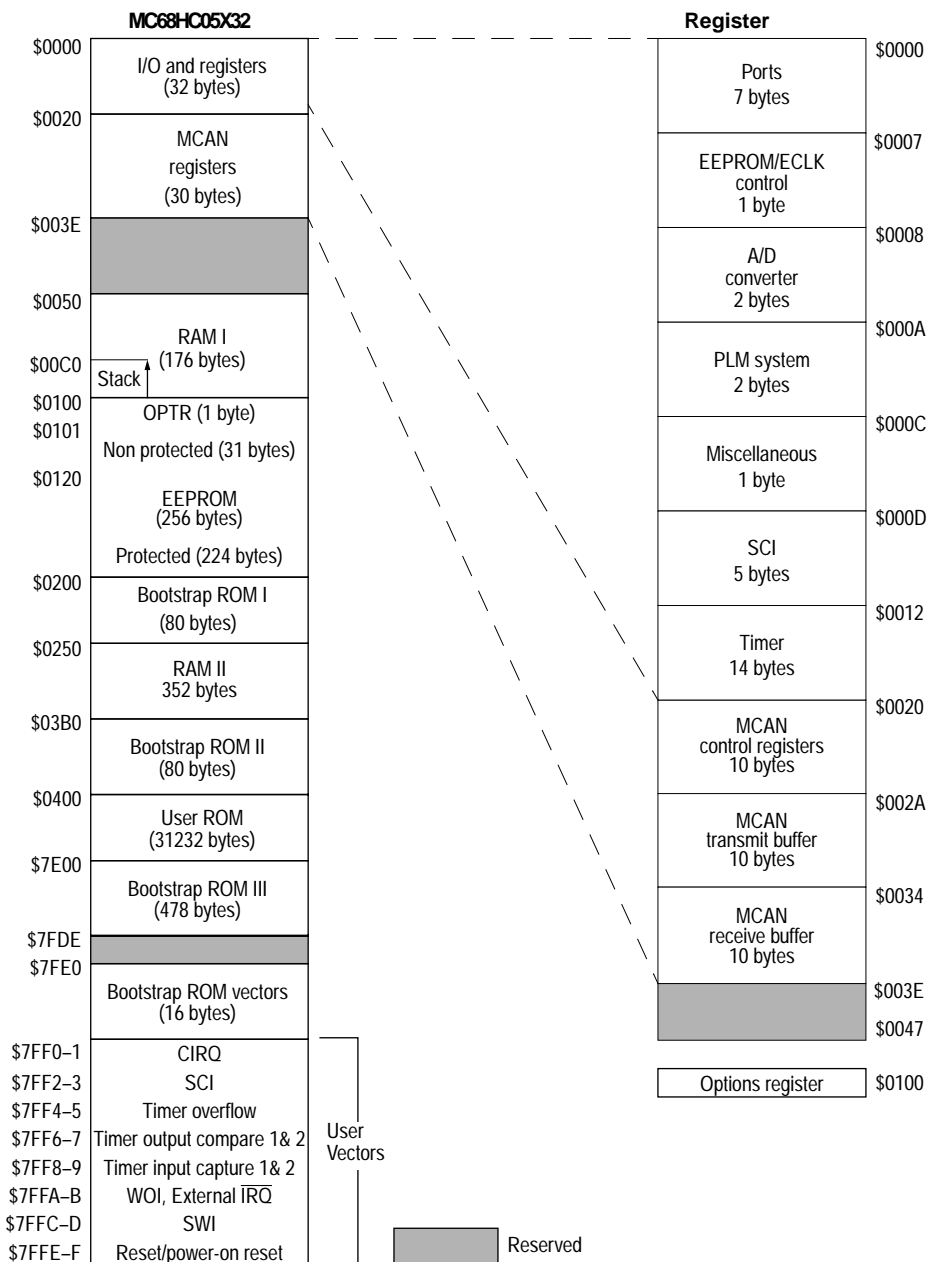 MC68HC05X32
$0000
I/O and registers
(32 bytes)
$0020
MCAN
registers
(30 bytes)
$003E
$0050
RAM I
(176 bytes)
$00C0
Stack
$0100
OPTR (1 byte)
$0101
Non protected (31 bytes)
$0120
EEPROM
(256 bytes)
Protected (224 bytes)
$0200
Bootstrap ROM I
(80 bytes)
$0250
RAM II
352 bytes
$03B0
Bootstrap ROM II
(80 bytes)
$0400
User ROM
(31232 bytes)
$7E00
Bootstrap ROM III
(478 bytes)
$7FDE
$7FE0
Bootstrap ROM vectors
(16 bytes)
$7FF0–1 CIRQ
$7FF2–3 SCI
$7FF4–5 Timer overflow
$7FF6–7 Timer output compare 1& 2
$7FF8–9 Timer input capture 1& 2
$7FFA–B WOI, External IRQ
$7FFC–D SWI
$7FFE–F Reset/power-on reset
User
Vectors
Reserved
Register
$0000
Ports
7 bytes
$0007
EEPROM/ECLK
control
1 byte
$0008
A/D
converter
2 bytes
$000A
PLM system
2 bytes
$000C
Miscellaneous
1 byte
$000D
SCI
5 bytes
$0012
Timer
14 bytes
$0020
MCAN
control registers
10 bytes
$002A
MCAN
transmit buffer
10 bytes
$0034
MCAN
receive buffer
10 bytes
$003E
$0047
Options register $0100